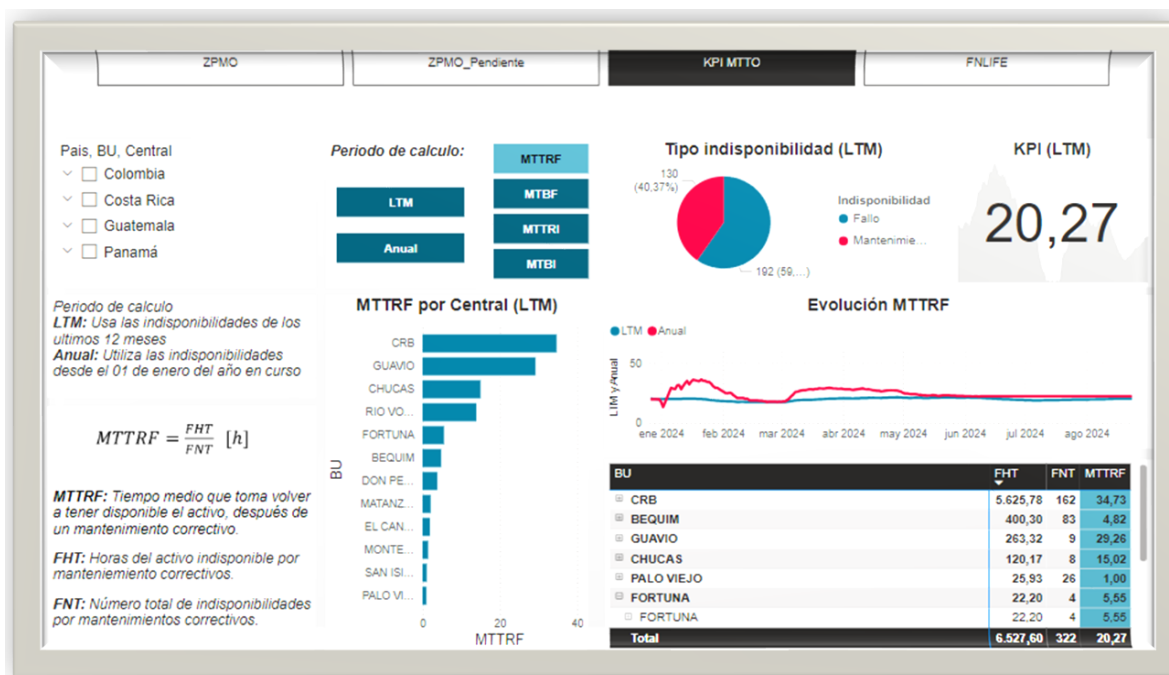 ZPMO
ZPMO_Pendiente
KPI MTTO
FNLIFE
Pais, BU, Central
Colombia
Costa Rica
Guatemala
Panamá
Periodo de calculo:
LTM
Anual
MTTRF
MTBF
MTTRI
MTBI
Tipo indisponibilidad (LTM)
130
(40,37%)
192 (59,...)
Indisponibilidad
Fallo
Mantenimie...
KPI (LTM)
20,27
Periodo de calculo
LTM: Usa las indisponibilidades de los
ultimos 12 meses
Anual: Utiliza las indisponibilidades
desde el 01 de enero del año en curso
MTTRF = FHT/FNT [h]
MTTRF: Tiempo medio que toma volver
a tener disponible el activo, después de
un mantenimiento correctivo.
FHT: Horas del activo indisponible por
manteniemiento correctivos.
FNT: Número total de indisponibilidades
por mantenimientos correctivos.
MTTRF por Central (LTM)
BU
CRB
GUAVIO
CHUCAS
RIO VO...
FORTUNA
BEQUIM
DON PE...
MATANZ...
EL CAN...
MONTE...
SAN ISI...
PALO VI...
0 20 40
MTTRF
Evolución MTTRF
LTM Anual
LTM y Anual
50
0
ene 2024 feb 2024 mar 2024 abr 2024 may 2024 jun 2024 jul 2024 ago 2024
BU FHT FNT MTTRF
CRB 5.625,78 162 34,73
BEQUIM 400,30 83 4,82
GUAVIO 263,32 9 29,26
CHUCAS 120,17 8 15,02
PALO VIEJO 25,93 26 1,00
FORTUNA 22,20 4 5,55
FORTUNA 22,20 4 5,55
Total 6.527,60 322 20,27